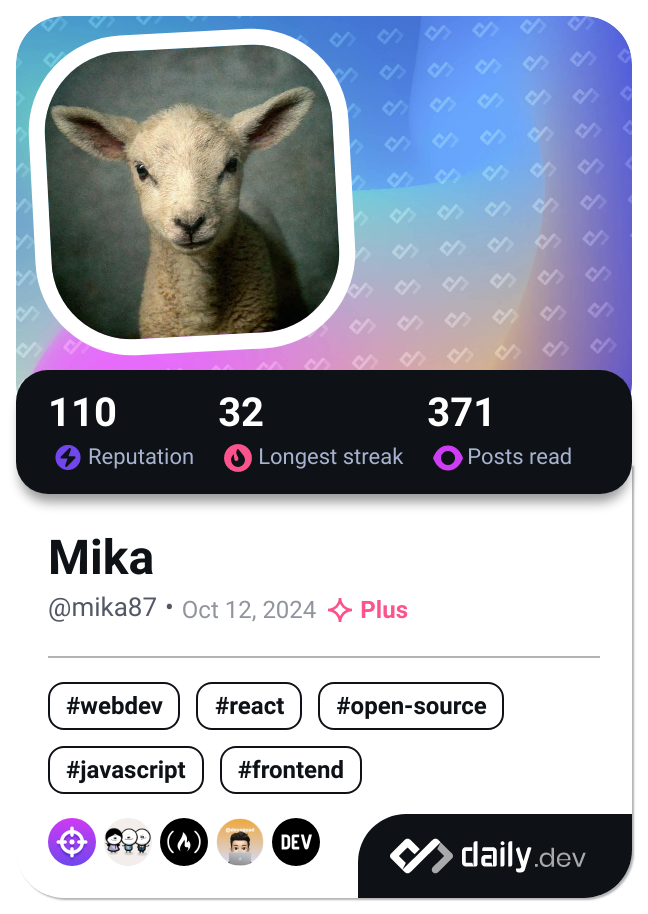 110 32 371
Reputation Longest streak Posts read
Mika
@mika87 • Oct 12, 2024 Plus
#webdev #react #open-source
#javascript #frontend
DEV
daily.dev